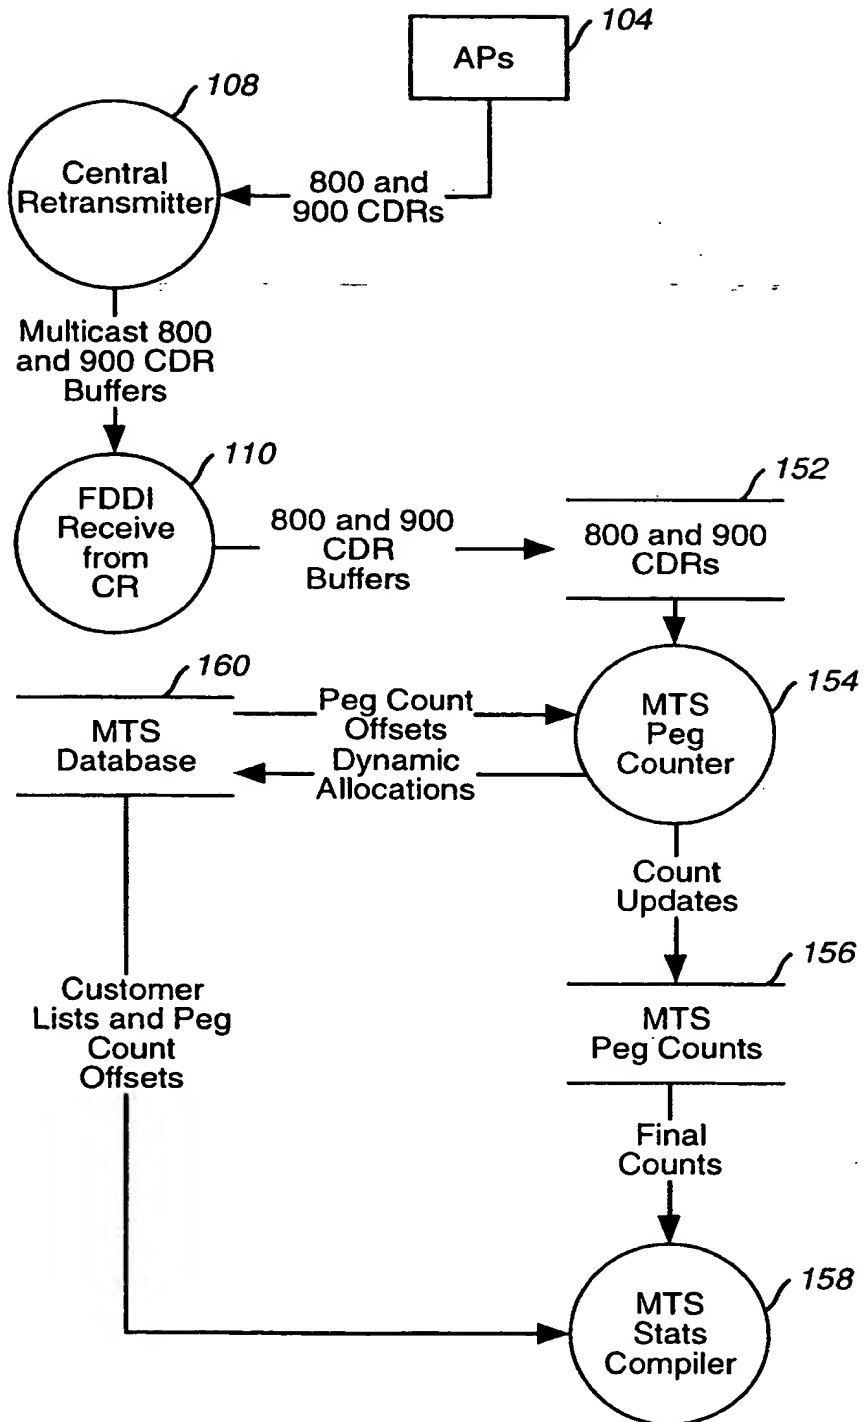 104
APs
108
Central
Retransmitter
800 and
900 CDRs
Multicast 800
and 900 CDR
Buffers
110
FDDI
Receive
from
CR
800 and 900
CDR
Buffers
152
800 and 900
CDRs
160
MTS
Database
Peg Count
Offsets
Dynamic
Allocations
154
MTS
Peg
Counter
Count
Updates
156
MTS
Peg Counts
Customer
Lists and Peg
Count
Offsets
Final
Counts
158
MTS
Stats
Compiler